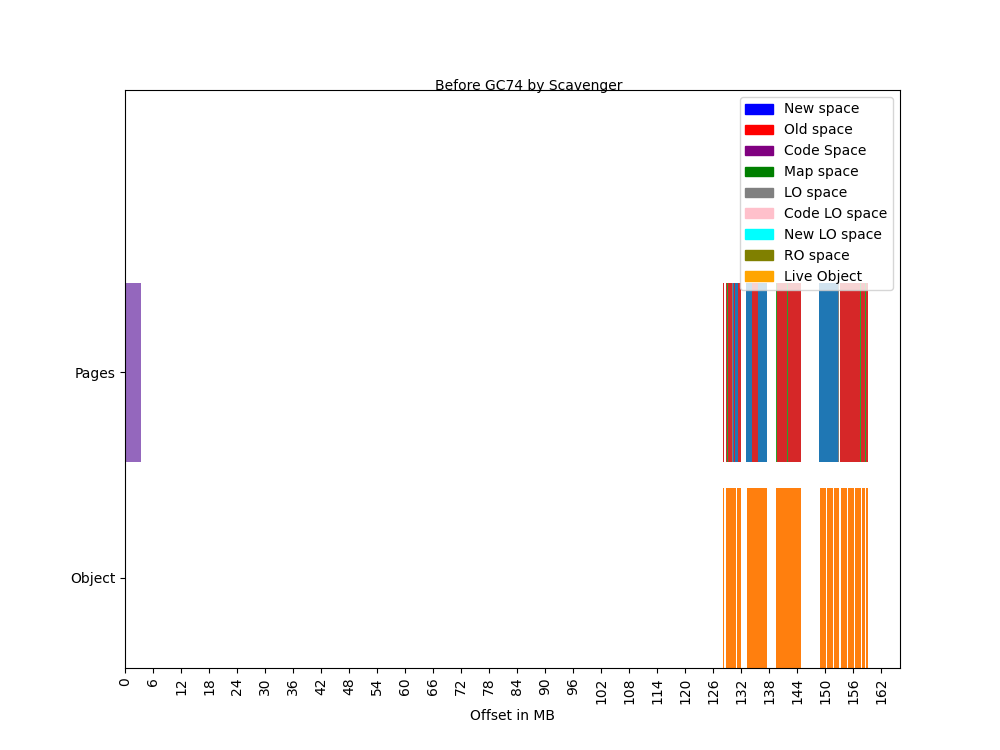 Before GC74 by Scavenger
New space
Old space
Code Space
Map space
LO space
Code LO space
New LO space
RO space
Live Object
Pages
Object
0 6 12 18 24 30 36 42 48 54 60 66 72 78 84 90 96 102 108 114 120 126 132 138 144 150 156 162
Offset in MB